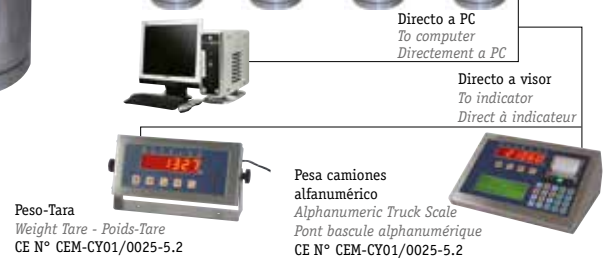 Directo a PC
To computer
Directement a PC
Directo a visor
To indicator
Direct à indicateur
1327
Peso-Tara
Weight Tare - Poids-Tare
CE N° CEM-CY01/0025-5.2
Pesa camiones
alfanumérico
Alphanumeric Truck Scale
Pont bascule alphanumérique
CE N° CEM-CY01/0025-5.2